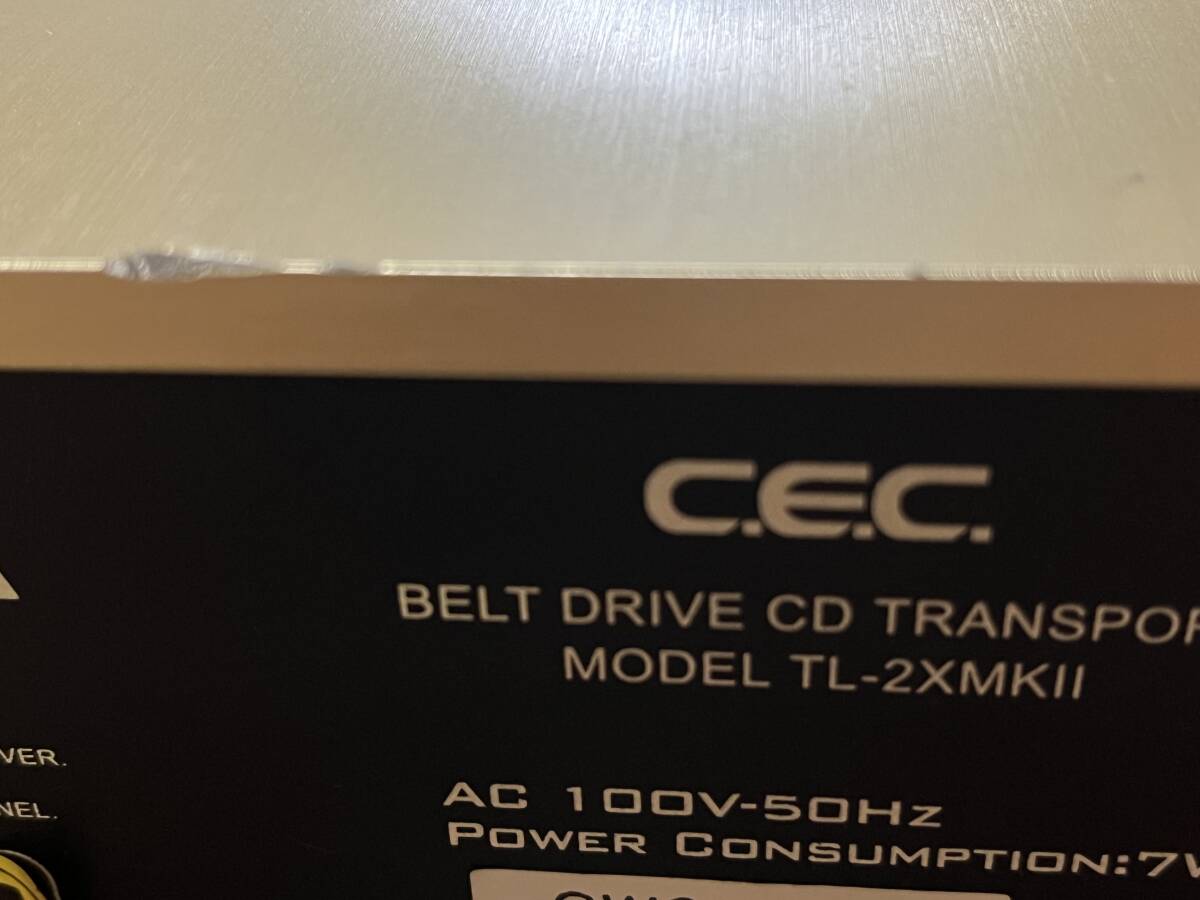 C.E.C.
BELT DRIVE CD TRANSPOR
MODEL TL-2XMKII
VER.
NEL.
AC 100V-50Hz
POWER CONSUMPTION:7W